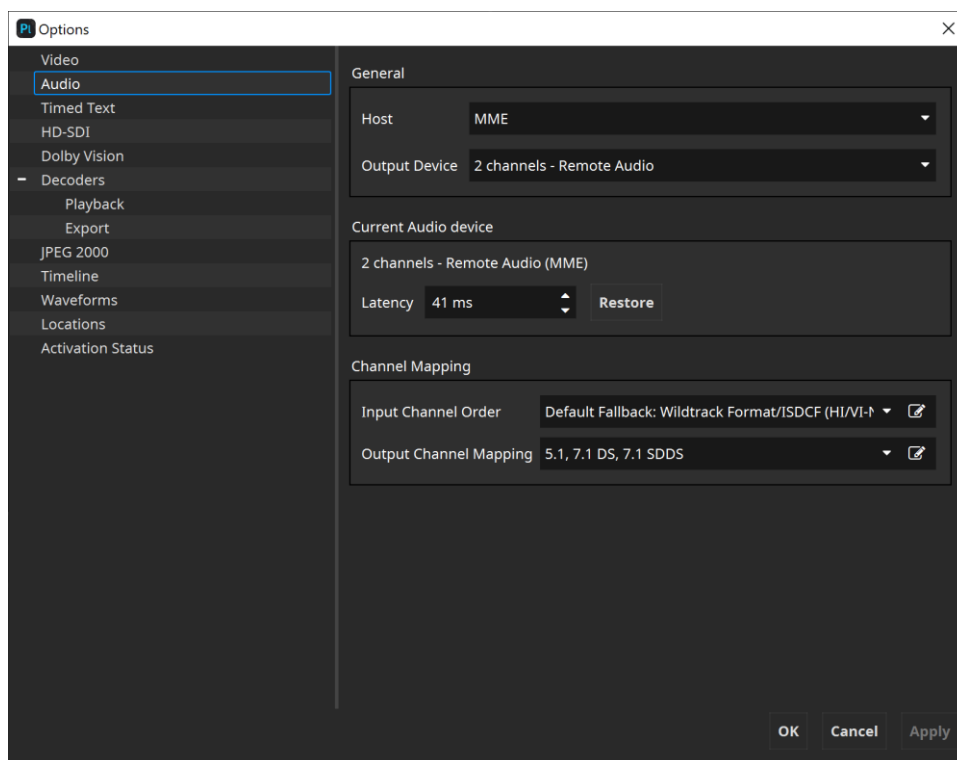 Pl Options
Video
Audio
Timed Text
HD-SDI
Dolby Vision
Decoders
Playback
Export
JPEG 2000
Timeline
Waveforms
Locations
Activation Status
General
Host MME
Output Device 2 channels - Remote Audio
Current Audio device
2 channels - Remote Audio (MME)
Latency 41 ms Restore
Channel Mapping
Input Channel Order Default Fallback: Wildtrack Format/ISDCF (HI/VI-
Output Channel Mapping 5.1, 7.1 DS, 7.1 SDDS
OK Cancel Apply